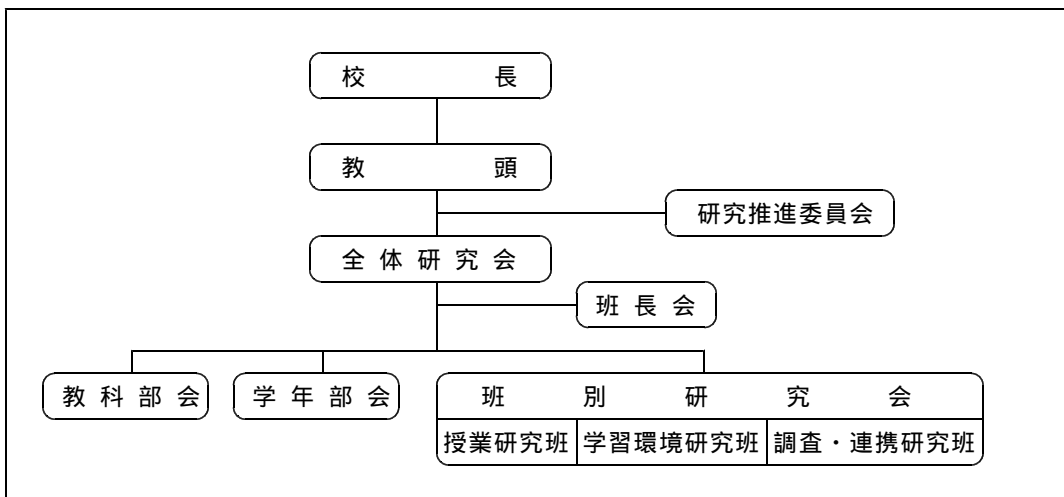 校長
教頭
研究推進委員会
全体研究会
班長会
教科部会
学年部会
班別研究会
授業研究班
学習環境研究班
調査・連携研究班